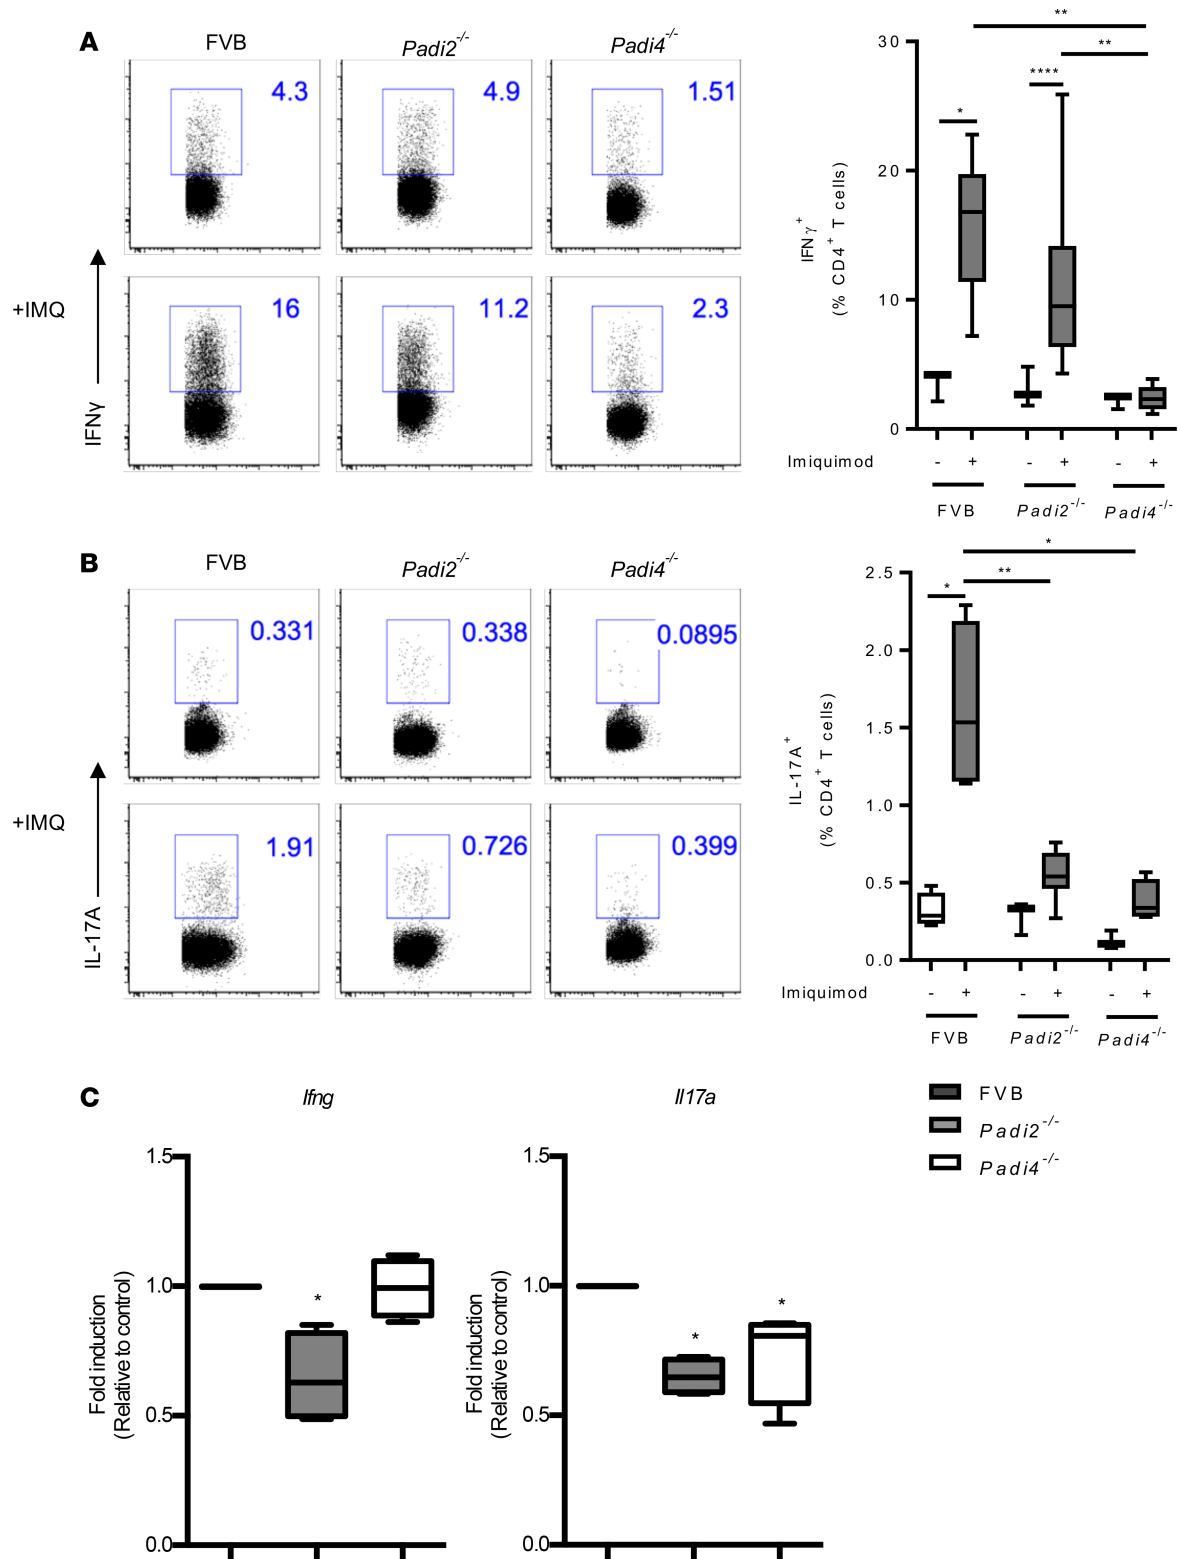 A
FVB
Padi2-/-
Padi4-/-
4.3
4.9
1.51
+IMQ
16
11.2
2.3
IFNγ
**
**
****
*
30
20
10
0
IFNγ+
(% CD4+ T cells)
Imiquimod
- + - + - +
FVB
Padi2-/-
Padi4-/-
B
FVB
Padi2-/-
Padi4-/-
0.331
0.338
0.0895
+IMQ
1.91
0.726
0.399
IL-17A
*
**
*
2.5
2.0
1.5
1.0
0.5
0.0
IL-17A+
(% CD4+ T cells)
Imiquimod
- + - + - +
FVB
Padi2-/-
Padi4-/-
C
Ifng
1.5
1.0
0.5
0.0
Fold induction
(Relative to control)
*
Il17a
1.5
1.0
0.5
0.0
Fold induction
(Relative to control)
*
*
FVB
Padi2-/-
Padi4-/-